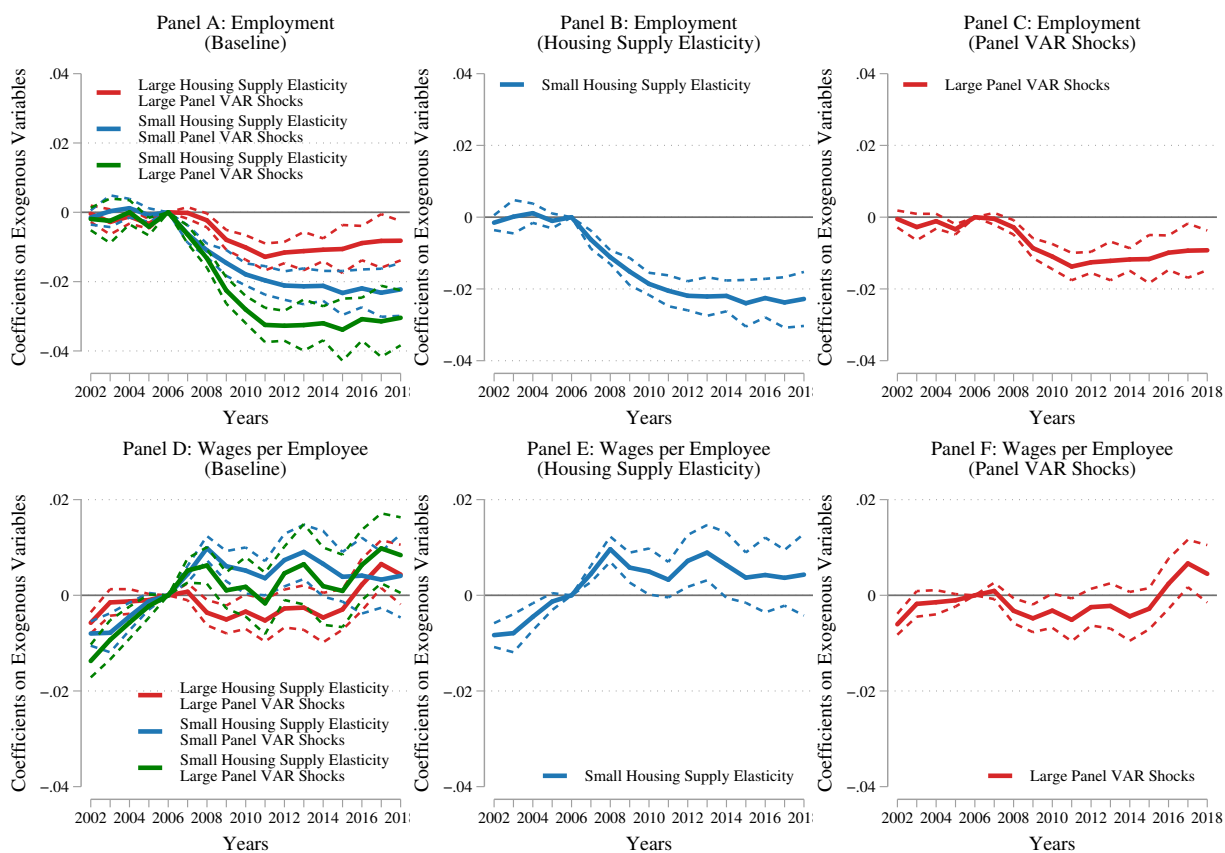 Panel A: Employment
(Baseline)
Coefficients on Exogenous Variables
.04
.02
0
−.02
−.04
Large Housing Supply Elasticity
Large Panel VAR Shocks
Small Housing Supply Elasticity
Small Panel VAR Shocks
Small Housing Supply Elasticity
Large Panel VAR Shocks
2002 2004 2006 2008 2010 2012 2014 2016 2018
Years
Panel B: Employment
(Housing Supply Elasticity)
Coefficients on Exogenous Variables
.04
.02
0
−.02
−.04
Small Housing Supply Elasticity
2002 2004 2006 2008 2010 2012 2014 2016 2018
Years
Panel C: Employment
(Panel VAR Shocks)
Coefficients on Exogenous Variables
.04
.02
0
−.02
−.04
Large Panel VAR Shocks
2002 2004 2006 2008 2010 2012 2014 2016 2018
Years
Panel D: Wages per Employee
(Baseline)
Coefficients on Exogenous Variables
.02
0
−.02
−.04
Large Housing Supply Elasticity
Large Panel VAR Shocks
Small Housing Supply Elasticity
Small Panel VAR Shocks
Small Housing Supply Elasticity
Large Panel VAR Shocks
2002 2004 2006 2008 2010 2012 2014 2016 2018
Years
Panel E: Wages per Employee
(Housing Supply Elasticity)
Coefficients on Exogenous Variables
.02
0
−.02
−.04
Small Housing Supply Elasticity
2002 2004 2006 2008 2010 2012 2014 2016 2018
Years
Panel F: Wages per Employee
(Panel VAR Shocks)
Coefficients on Exogenous Variables
.02
0
−.02
−.04
Large Panel VAR Shocks
2002 2004 2006 2008 2010 2012 2014 2016 2018
Years